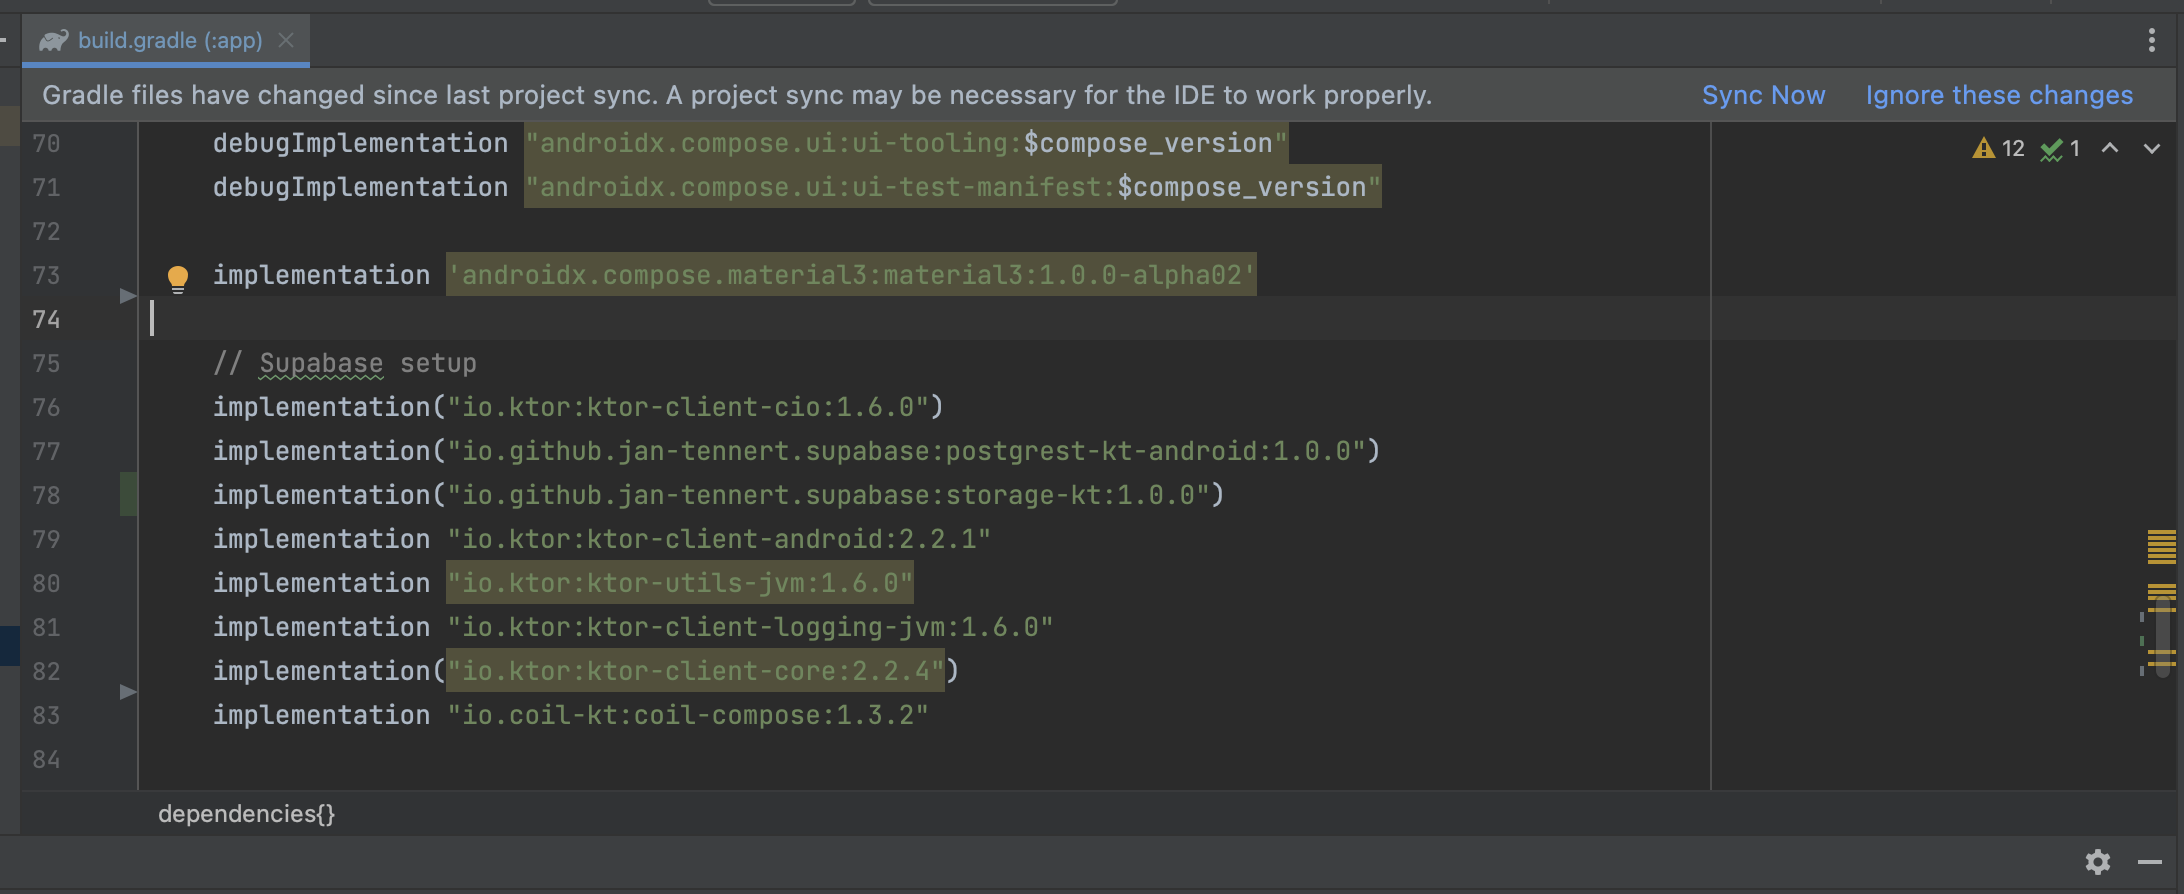 build.gradle (:app)
Gradle files have changed since last project sync. A project sync may be necessary for the IDE to work properly. Sync Now Ignore these changes
70 debugImplementation "androidx.compose.ui:ui-tooling:$compose_version" 12 1
71 debugImplementation "androidx.compose.ui:ui-test-manifest:$compose_version"
72
73 implementation 'androidx.compose.material3:material3:1.0.0-alpha02'
74
75 // Supabase setup
76 implementation("io.ktor:ktor-client-cio:1.6.0")
77 implementation("io.github.jan-tennert.supabase:postgrest-kt-android:1.0.0")
78 implementation("io.github.jan-tennert.supabase:storage-kt:1.0.0")
79 implementation "io.ktor:ktor-client-android:2.2.1"
80 implementation "io.ktor:ktor-utils-jvm:1.6.0"
81 implementation "io.ktor:ktor-client-logging-jvm:1.6.0"
82 implementation("io.ktor:ktor-client-core:2.2.4")
83 implementation "io.coil-kt:coil-compose:1.3.2"
84
dependencies{}